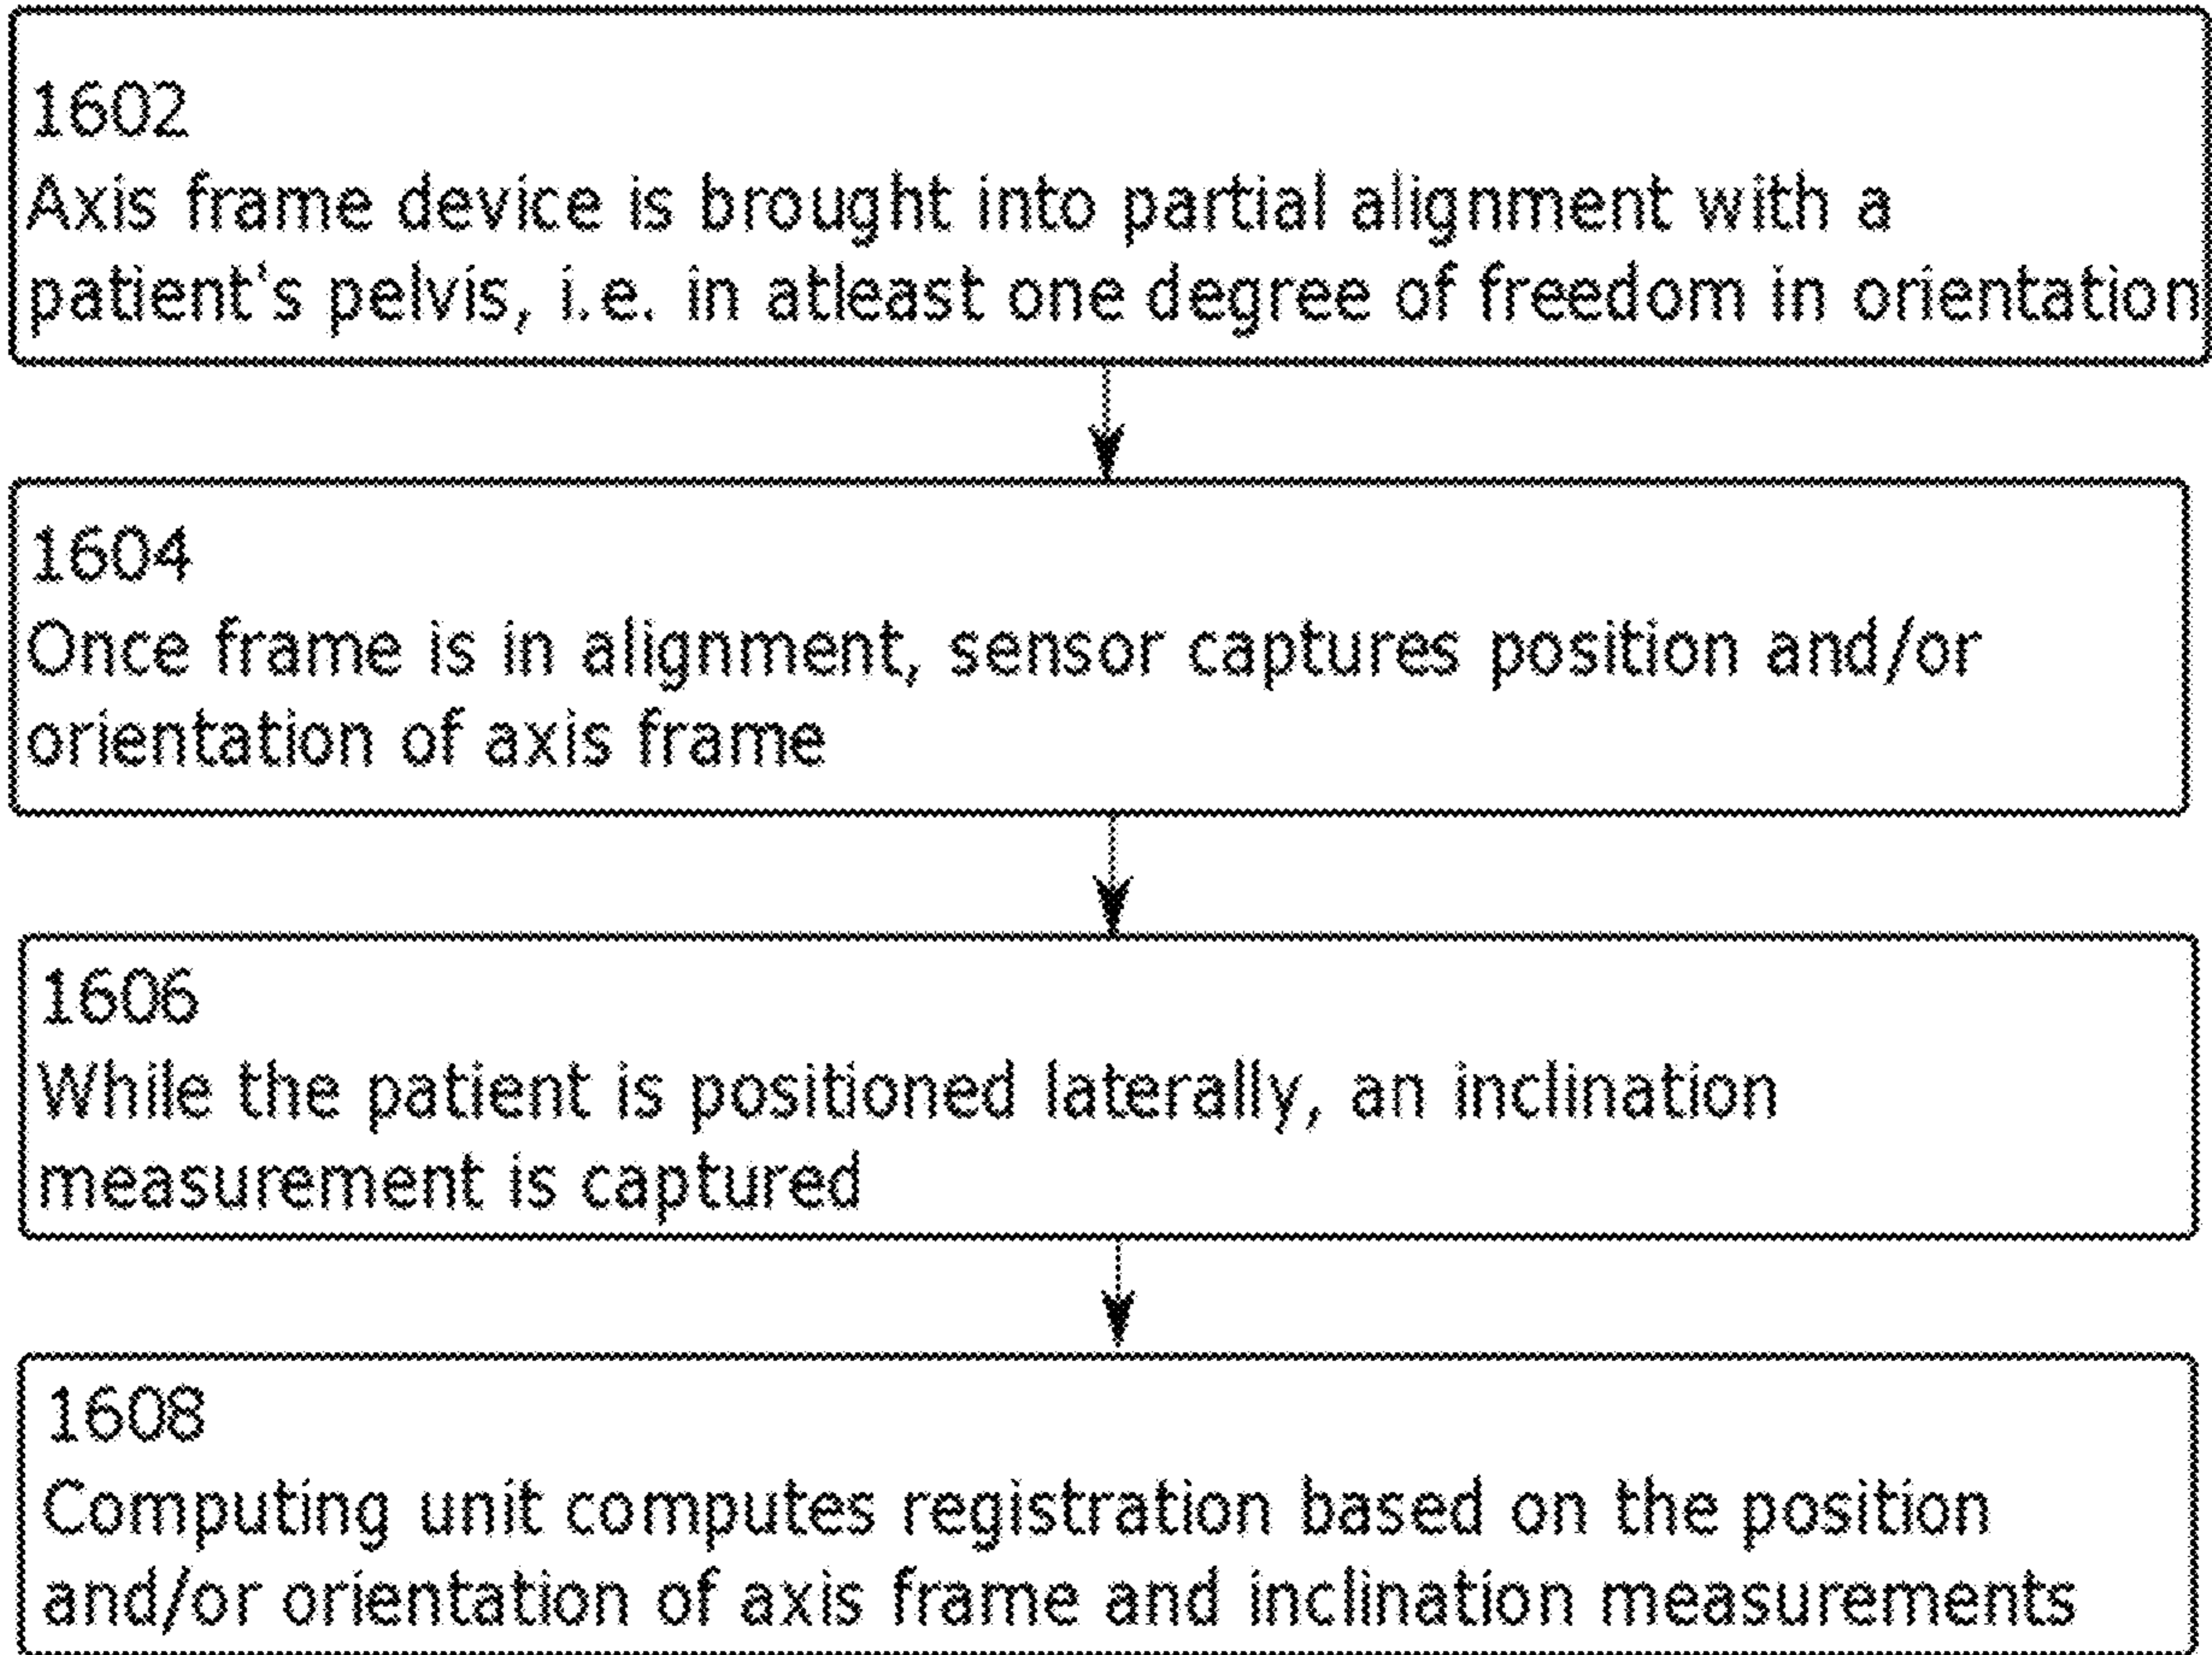 1602
Axis frame device is brought into partial alignment with a
patient's pelvis, i.e. in atleast one degree of freedom in orientation
1604
Once frame is in alignment, sensor captures position and/or
orientation of axis frame
1606
While the patient is positioned laterally, an inclination
measurement is captured
1608
Computing unit computes registration based on the position
and/or orientation of axis frame and inclination measurements